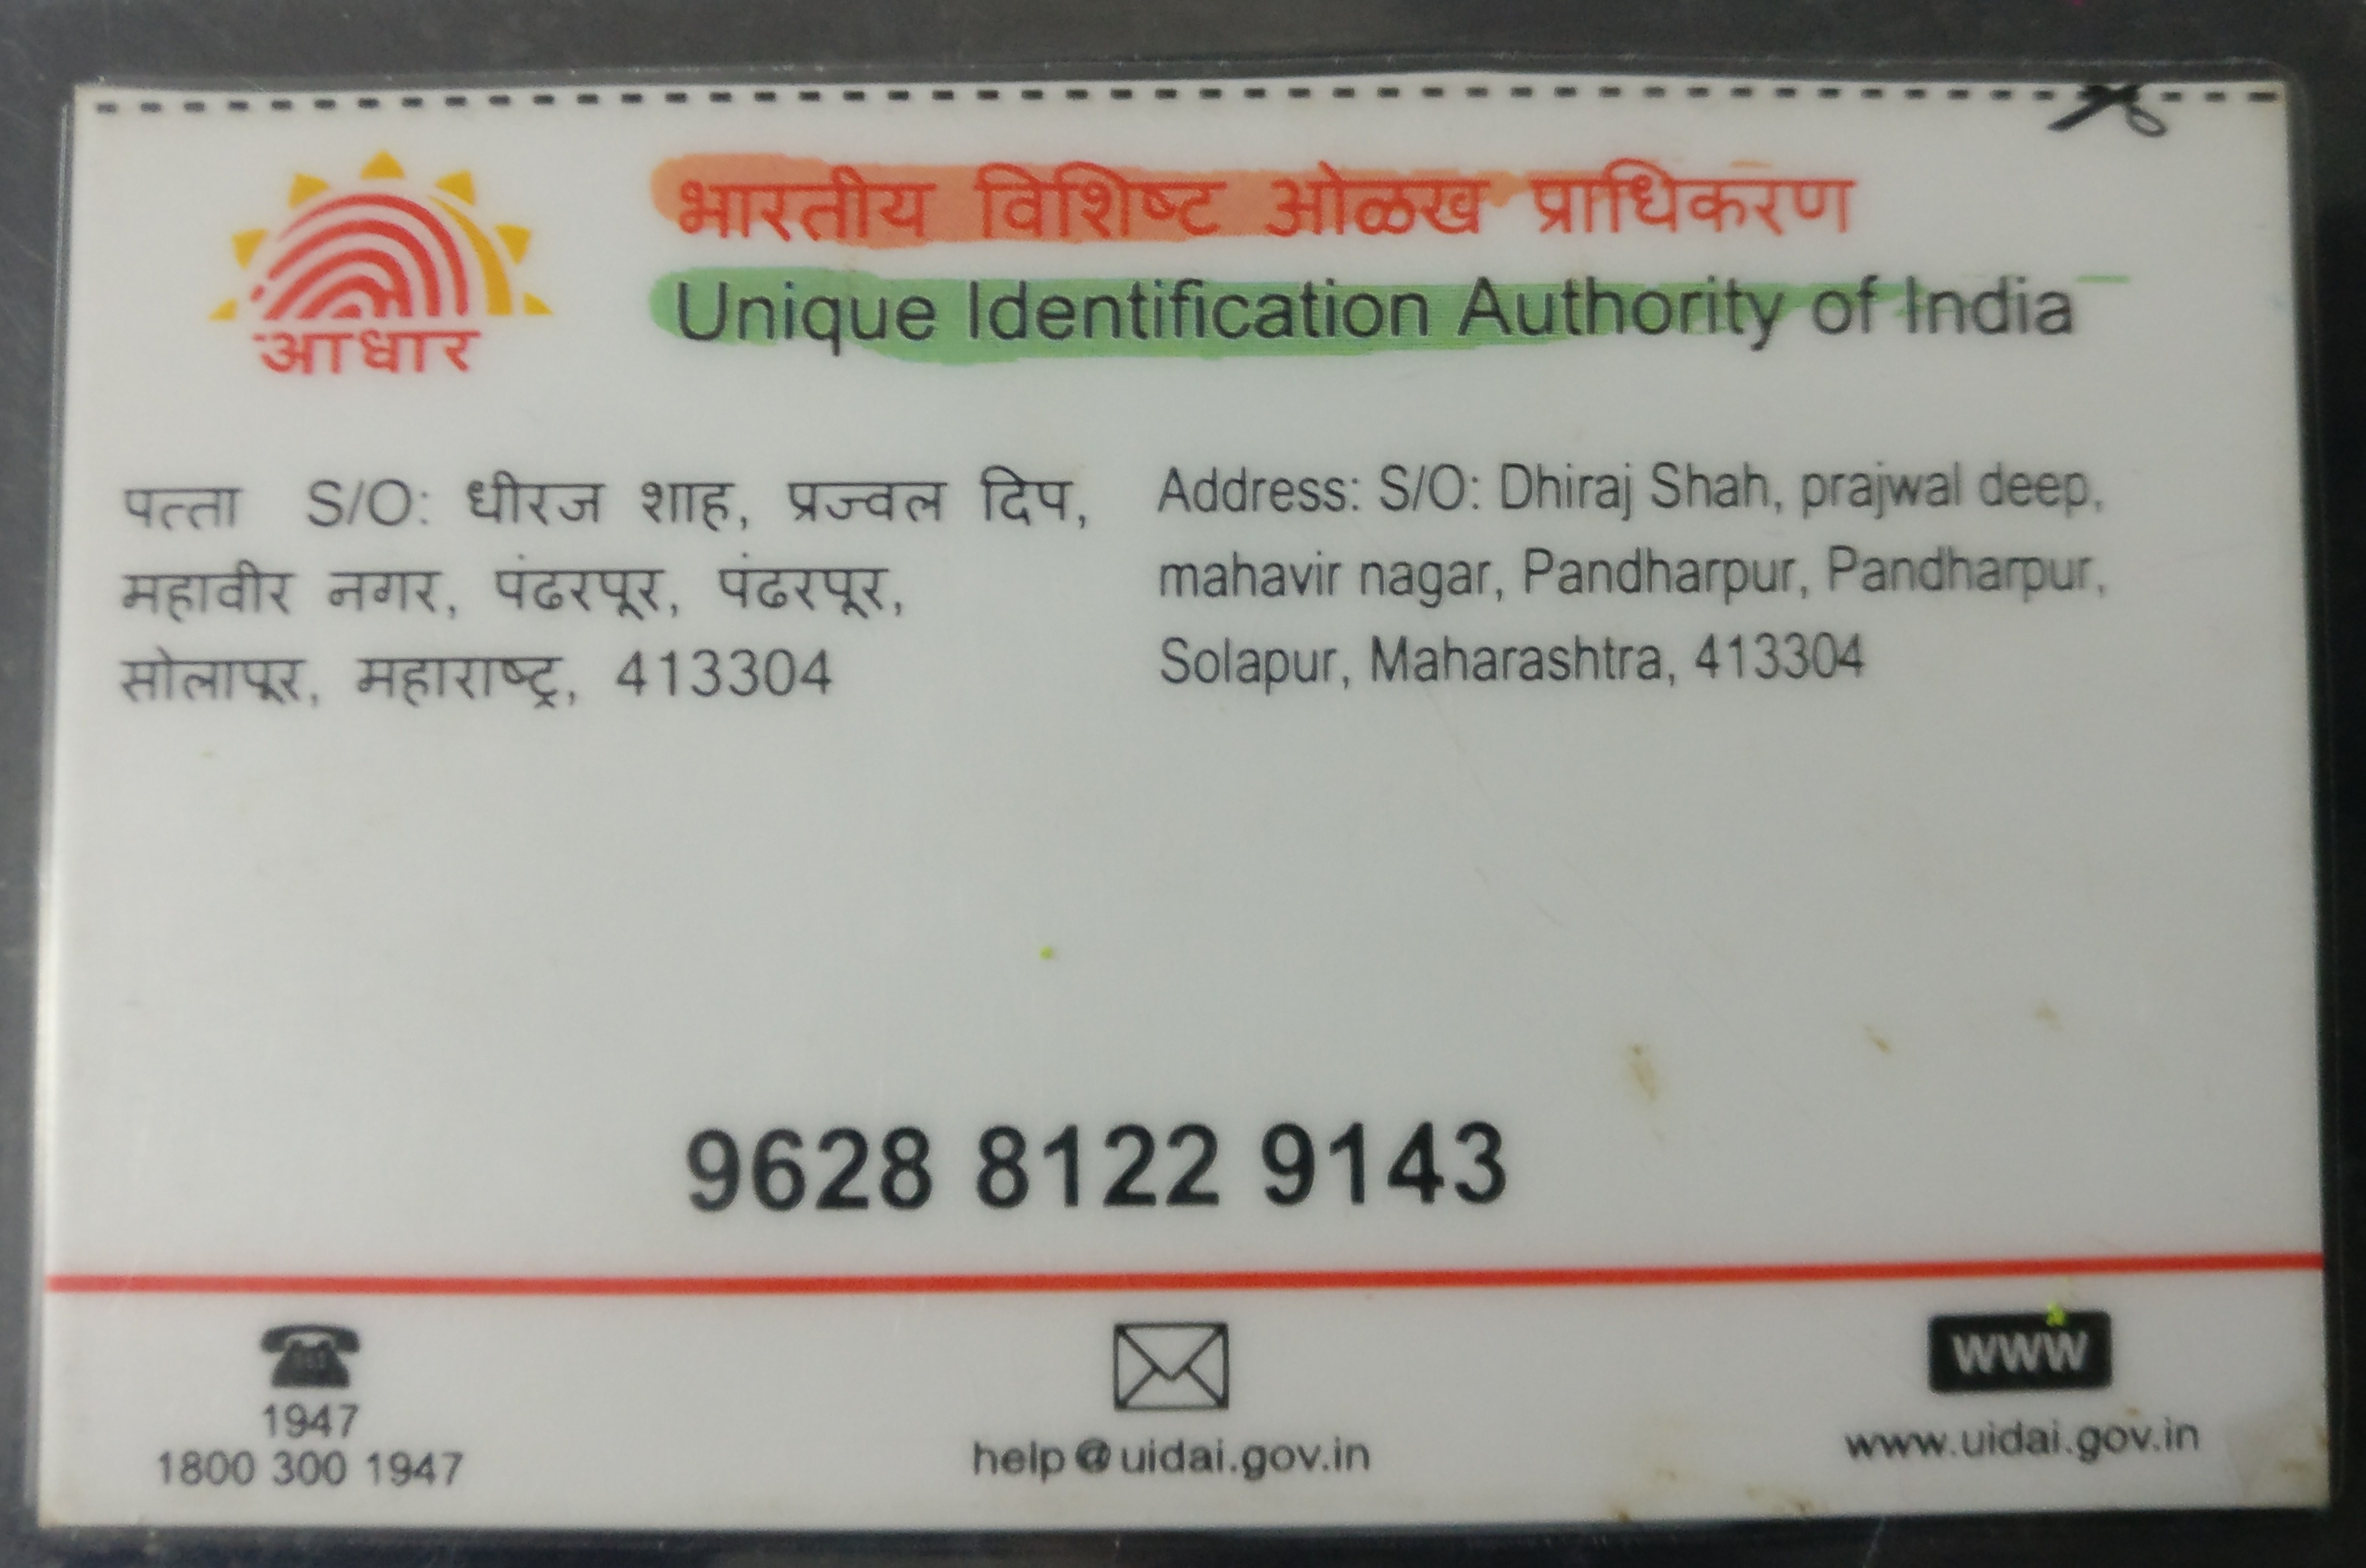 आधार
भारतीय विशिष्ट ओळख प्राधिकरण
Unique Identification Authority of India
पत्ता S/O: धीरज शाह, प्रज्वल दिप,
महावीर नगर, पंढरपूर, पंढरपूर,
सोलापूर, महाराष्ट्र, 413304
Address: S/O: Dhiraj Shah, prajwal deep,
mahavir nagar, Pandharpur, Pandharpur,
Solapur, Maharashtra, 413304
9628 8122 9143
1947
1800 300 1947
help@uidai.gov.in
WWW
www.uidai.gov.in